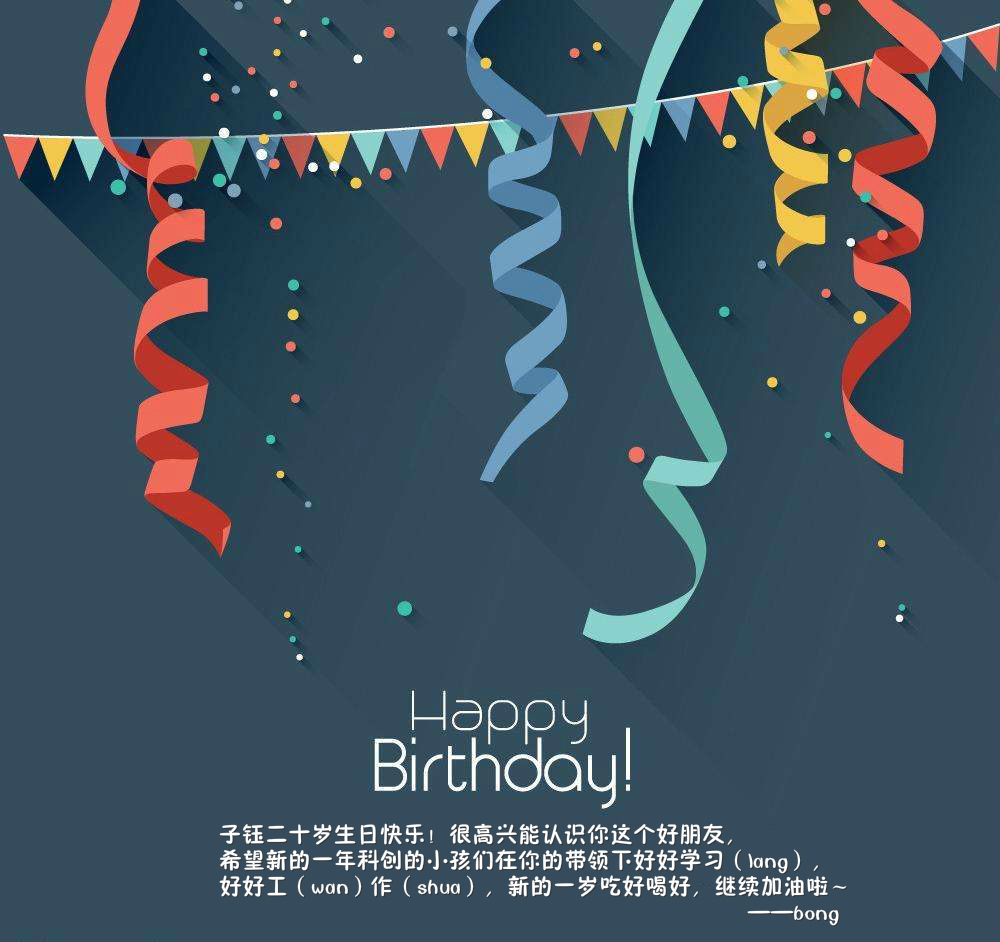 Happy
Birthday!
子钰二十岁生日快乐！很高兴能认识你这个好朋友，
希望新的一年科创的小孩们在你的带领下好好学习（lang），
好好工（wan）作（shua），新的一岁吃好喝好，继续加油啦~
——bong